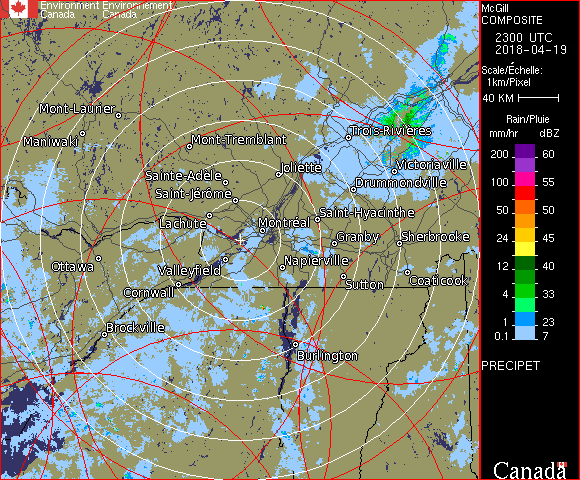 Environment Environnement
Canada Canada
McGill
COMPOSITE
2300 UTC
2018-04-19
Scale/Échelle:
1km/Pixel
40 KM
Rain/Pluie
mm/hr dBZ
200 60
100 55
50 50
24 45
12 40
4 33
1 23
0.1 7
PRECIPET
Canada
Mont-Laurier
Maniwaki
Mont-Tremblant
Trois-Rivières
Victoriaville
Sainte-Adèle
Joliette
Drummondville
Saint-Jérôme
Lachute
Montréal
Saint-Hyacinthe
Granby
Sherbrooke
Ottawa
Valleyfield
Napierville
Cornwall
Sutton
Coaticook
Brockville
Burlington